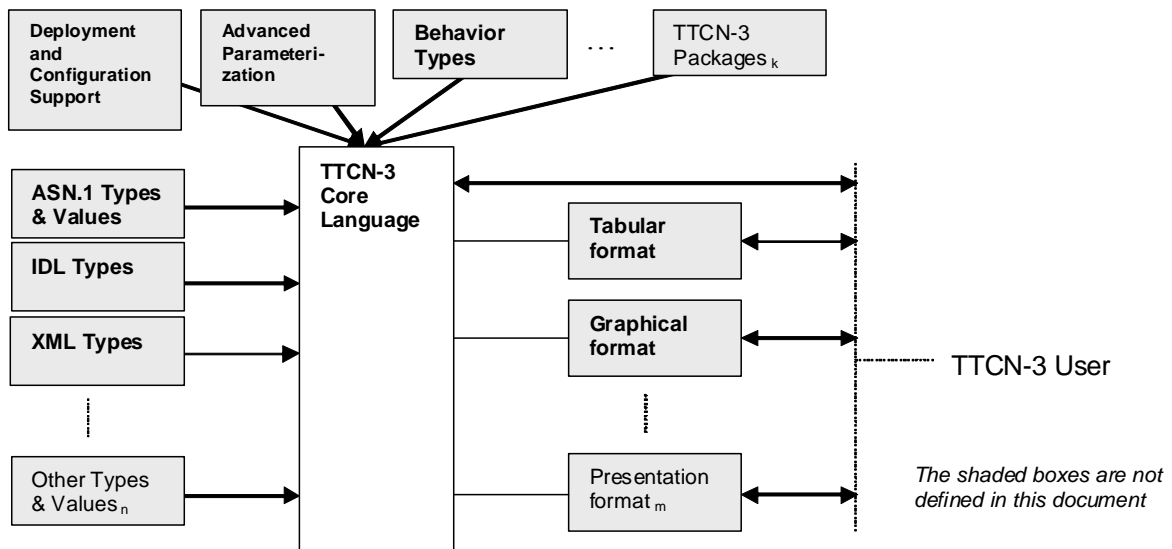 Deployment
and
Configuration
Support
Advanced
Parameteri-
zation
Behavior
Types
...
TTCN-3
Packages k
TTCN-3
Core
Language
ASN.1 Types
& Values
IDL Types
XML Types
Other Types
& Values n
Tabular
format
Graphical
format
Presentation
format m
TTCN-3 User
The shaded boxes are not
defined in this document